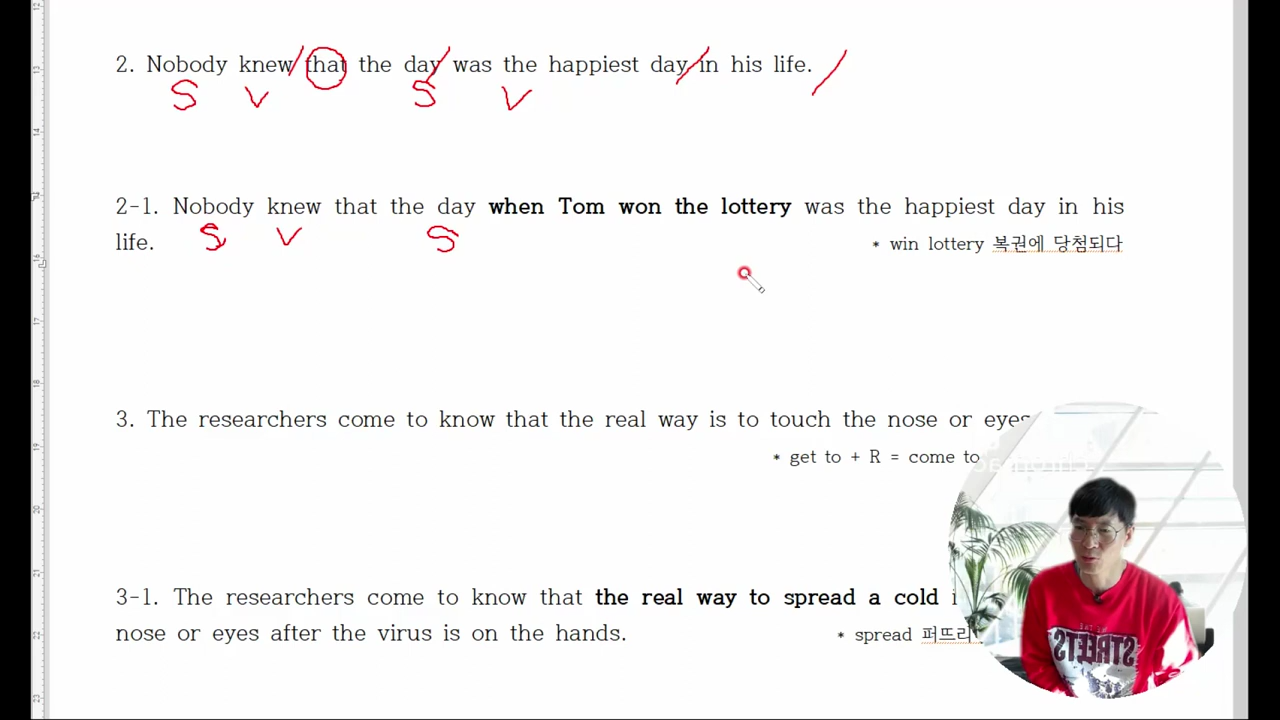 2. Nobody knew that the day was the happiest day in his life.
S V S V
2-1. Nobody knew that the day when Tom won the lottery was the happiest day in his
S V S
life. * win lottery 복권에 당첨되다
3. The researchers come to know that the real way is to touch the nose or eyes
* get to + R = come to
3-1. The researchers come to know that the real way to spread a cold
nose or eyes after the virus is on the hands. * spread 퍼뜨리
STREETS